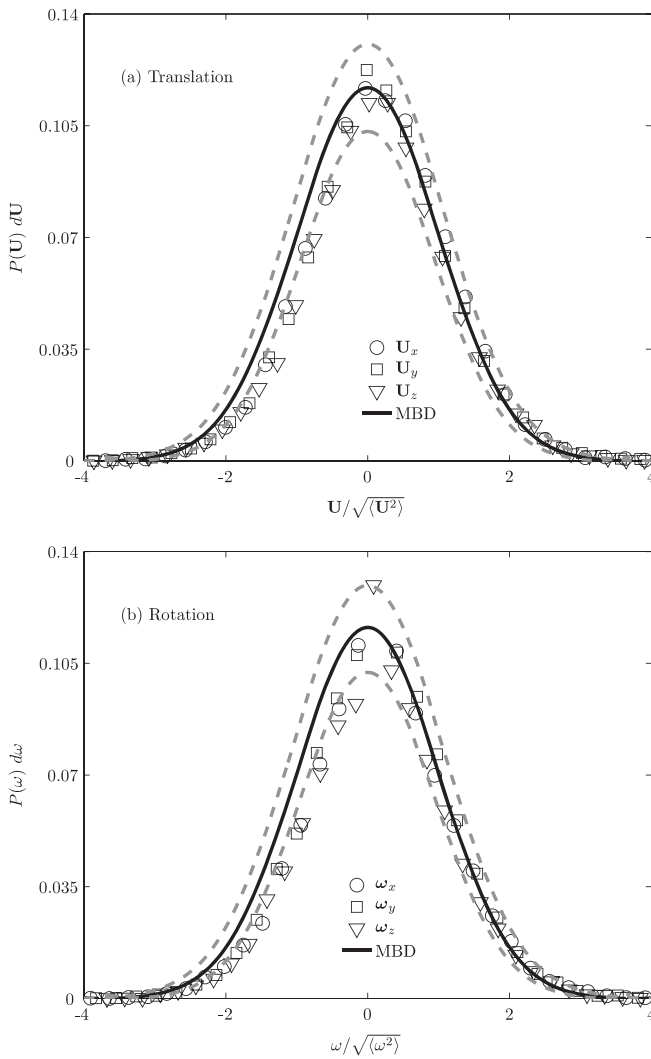 0.14
(a) Translation
0.105
P(U) dU
0.07
U_x
U_y
0.035
U_z
MBD
0
-4
-2
0
2
4
U/√⟨U²⟩
0.14
(b) Rotation
0.105
P(ω) dω
0.07
0.035
ω_x
ω_y
ω_z
MBD
0
-4
-2
0
2
4
ω/√⟨ω²⟩